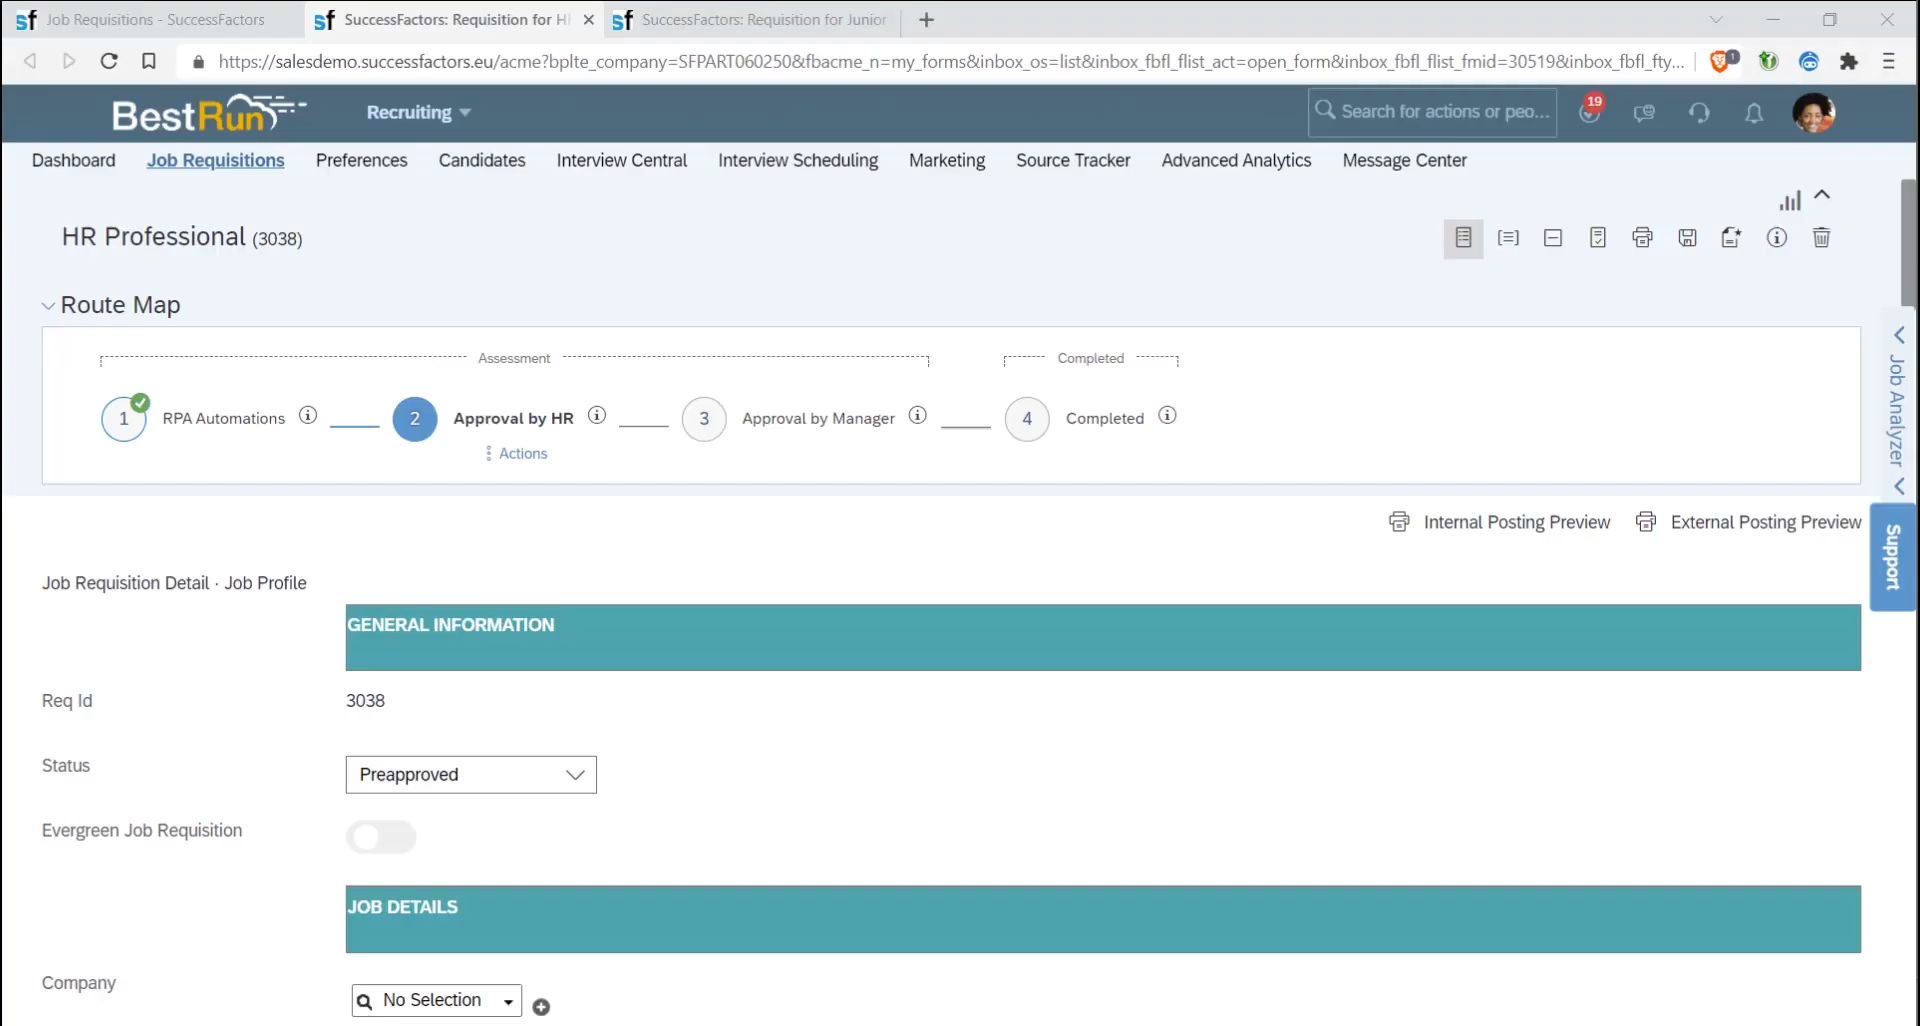 Job Requisitions - SuccessFactors
SuccessFactors: Requisition for H
SuccessFactors: Requisition for Junior
https://salesdemo.successfactors.eu/acme?bplte_company=SFPART060250&fbacme_n=my_forms&inbox_os=list&inbox_fbfl_flist_act=open_form&inbox_fbfl_flist_fmid=30519&inbox_fbfl_fty...
1
BestRun
Recruiting
Search for actions or peo...
19
Dashboard Job Requisitions Preferences Candidates Interview Central Interview Scheduling Marketing Source Tracker Advanced Analytics Message Center
HR Professional (3038)
Route Map
Assessment
Completed
1 RPA Automations
2 Approval by HR
3 Approval by Manager
4 Completed
Actions
Job Analyzer
Support
Internal Posting Preview
External Posting Preview
Job Requisition Detail · Job Profile
GENERAL INFORMATION
Req Id
3038
Status
Preapproved
Evergreen Job Requisition
JOB DETAILS
Company
No Selection